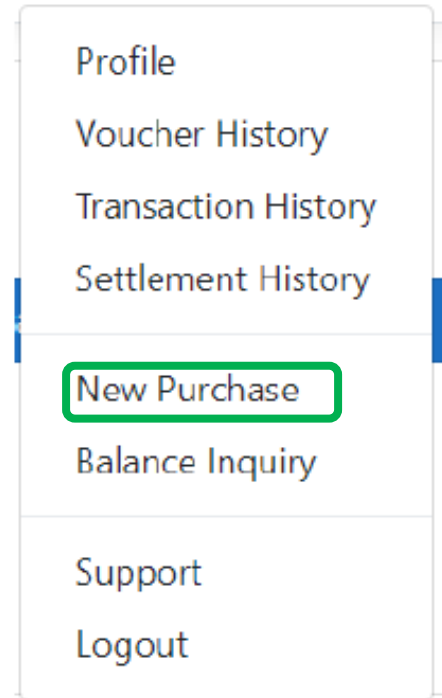 Profile
Voucher History
Transaction History
Settlement History
New Purchase
Balance Inquiry
Support
Logout